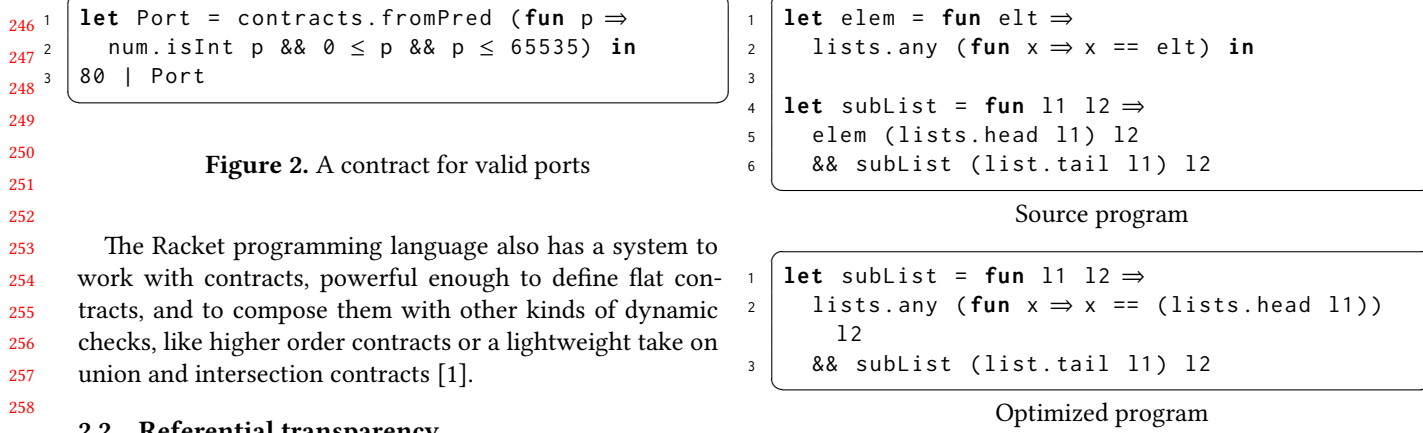 246
247
248
249
250
251
252
253
254
255
256
257
258
1 let Port = contracts.fromPred (fun p ⇒
2 num.isInt p && 0 ≤ p && p ≤ 65535) in
3 80 | Port
Figure 2. A contract for valid ports
The Racket programming language also has a system to
work with contracts, powerful enough to define flat con-
tracts, and to compose them with other kinds of dynamic
checks, like higher order contracts or a lightweight take on
union and intersection contracts [1].
2.2 Referential transparency
1 let elem = fun elt ⇒
2 lists.any (fun x ⇒ x == elt) in
3
4 let subList = fun l1 l2 ⇒
5 elem (lists.head l1) l2
6 && subList (list.tail l1) l2
Source program
1 let subList = fun l1 l2 ⇒
2 lists.any (fun x ⇒ x == (lists.head l1))
l2
3 && subList (list.tail l1) l2
Optimized program